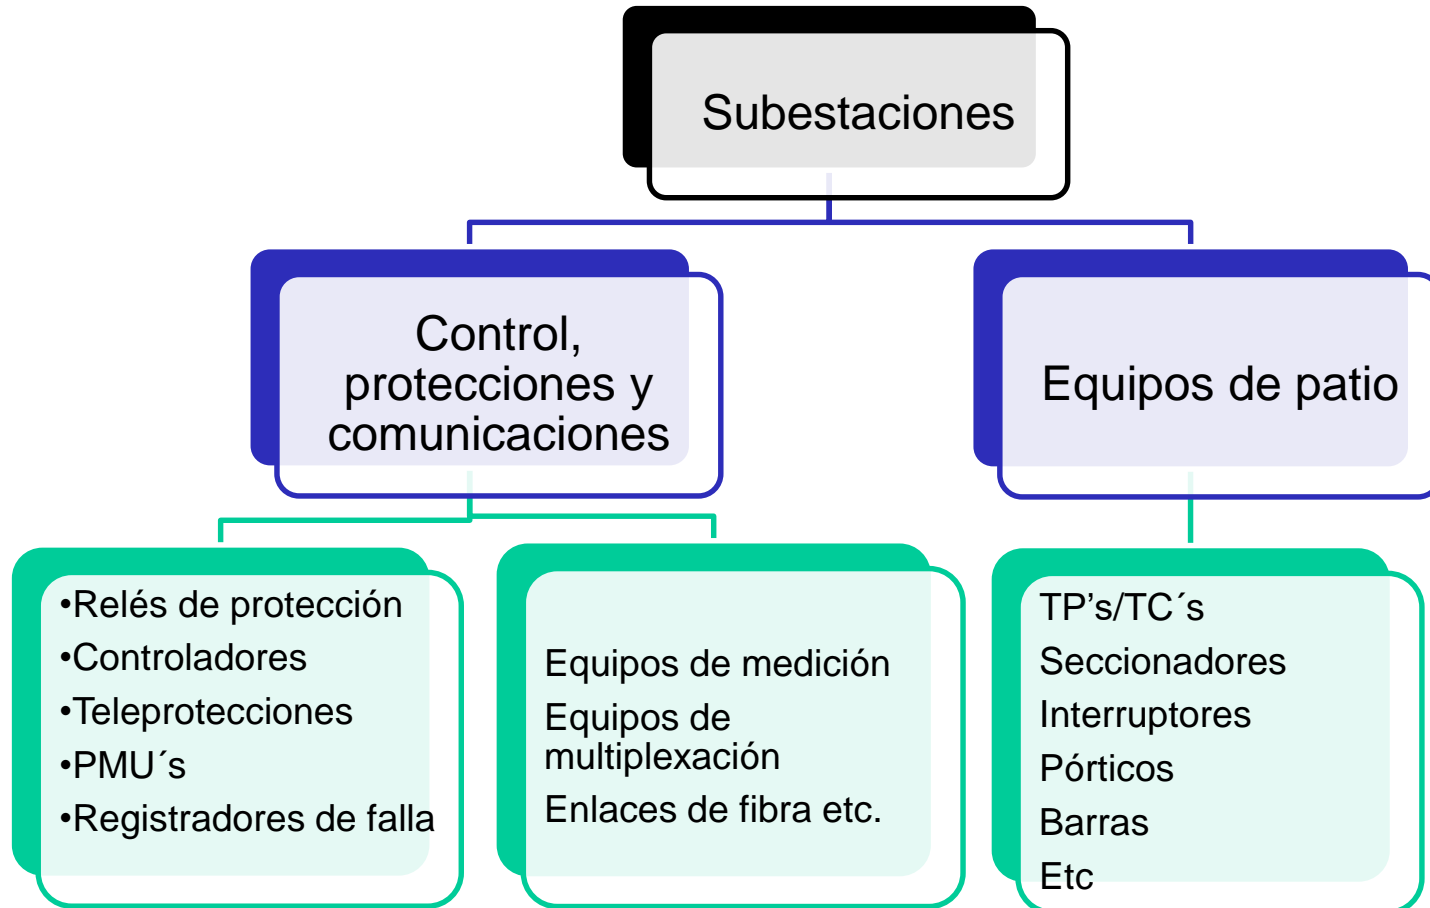 Subestaciones
Control,
protecciones y
comunicaciones
Equipos de patio
•Relés de protección
•Controladores
•Teleprotecciones
•PMU´s
•Registradores de falla
Equipos de medición
Equipos de
multiplexación
Enlaces de fibra etc.
TP’s/TC´s
Seccionadores
Interruptores
Pórticos
Barras
Etc